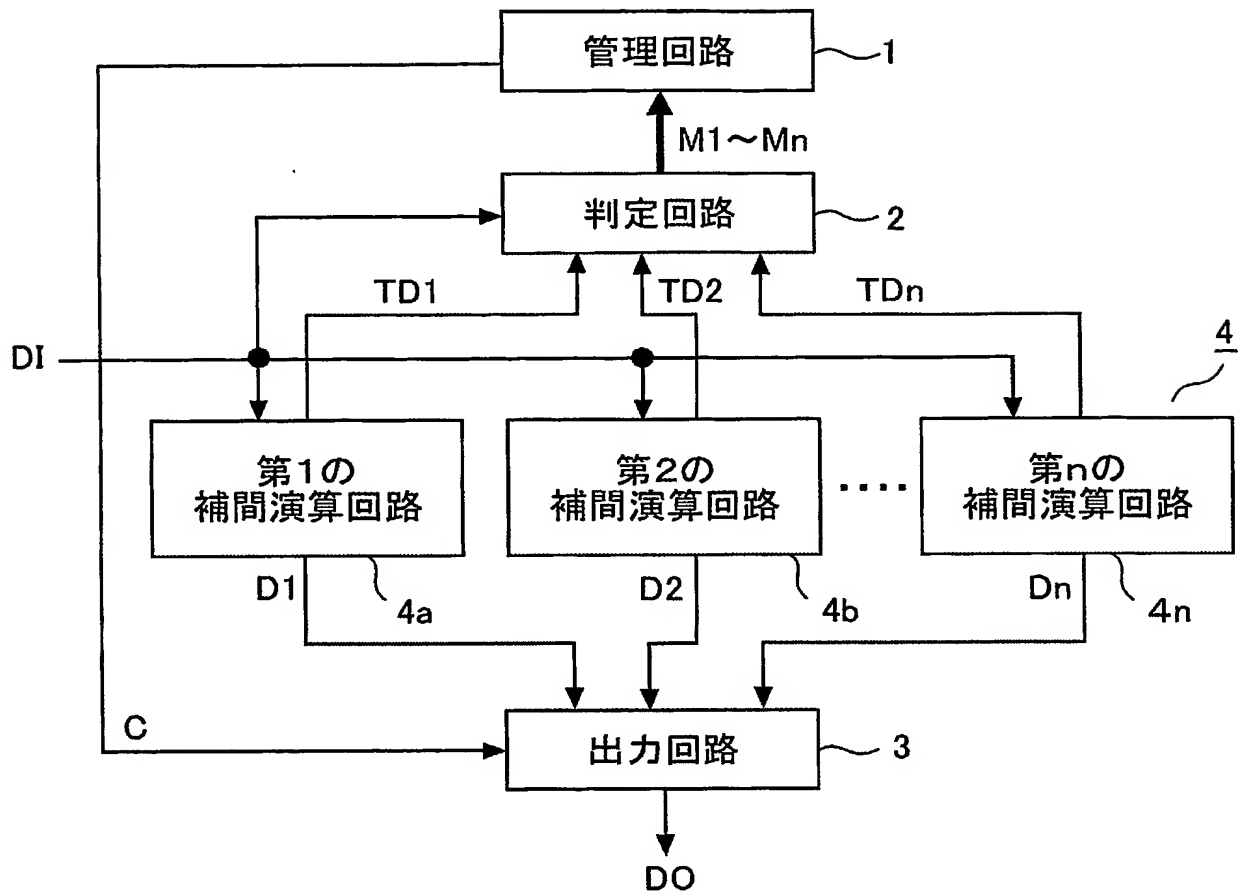 管理回路
1
M1～Mn
判定回路
2
TD1
TD2
TDn
DI
4
第1の
補間演算回路
第2の
補間演算回路
‥‥
第nの
補間演算回路
D1
4a
D2
4b
Dn
4n
C
出力回路
3
DO